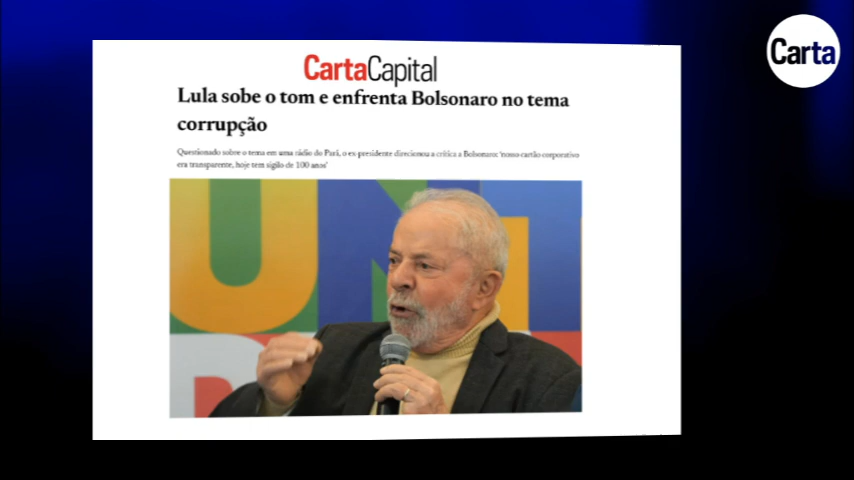 Carta
CartaCapital
Lula sobe o tom e enfrenta Bolsonaro no tema
corrupção
Questionado sobre o tema em uma rádio do Pará, o ex-presidente direcionou a crítica a Bolsonaro: 'nosso cartão corporativo
era transparente, hoje tem sigilo de 100 anos'
UNI